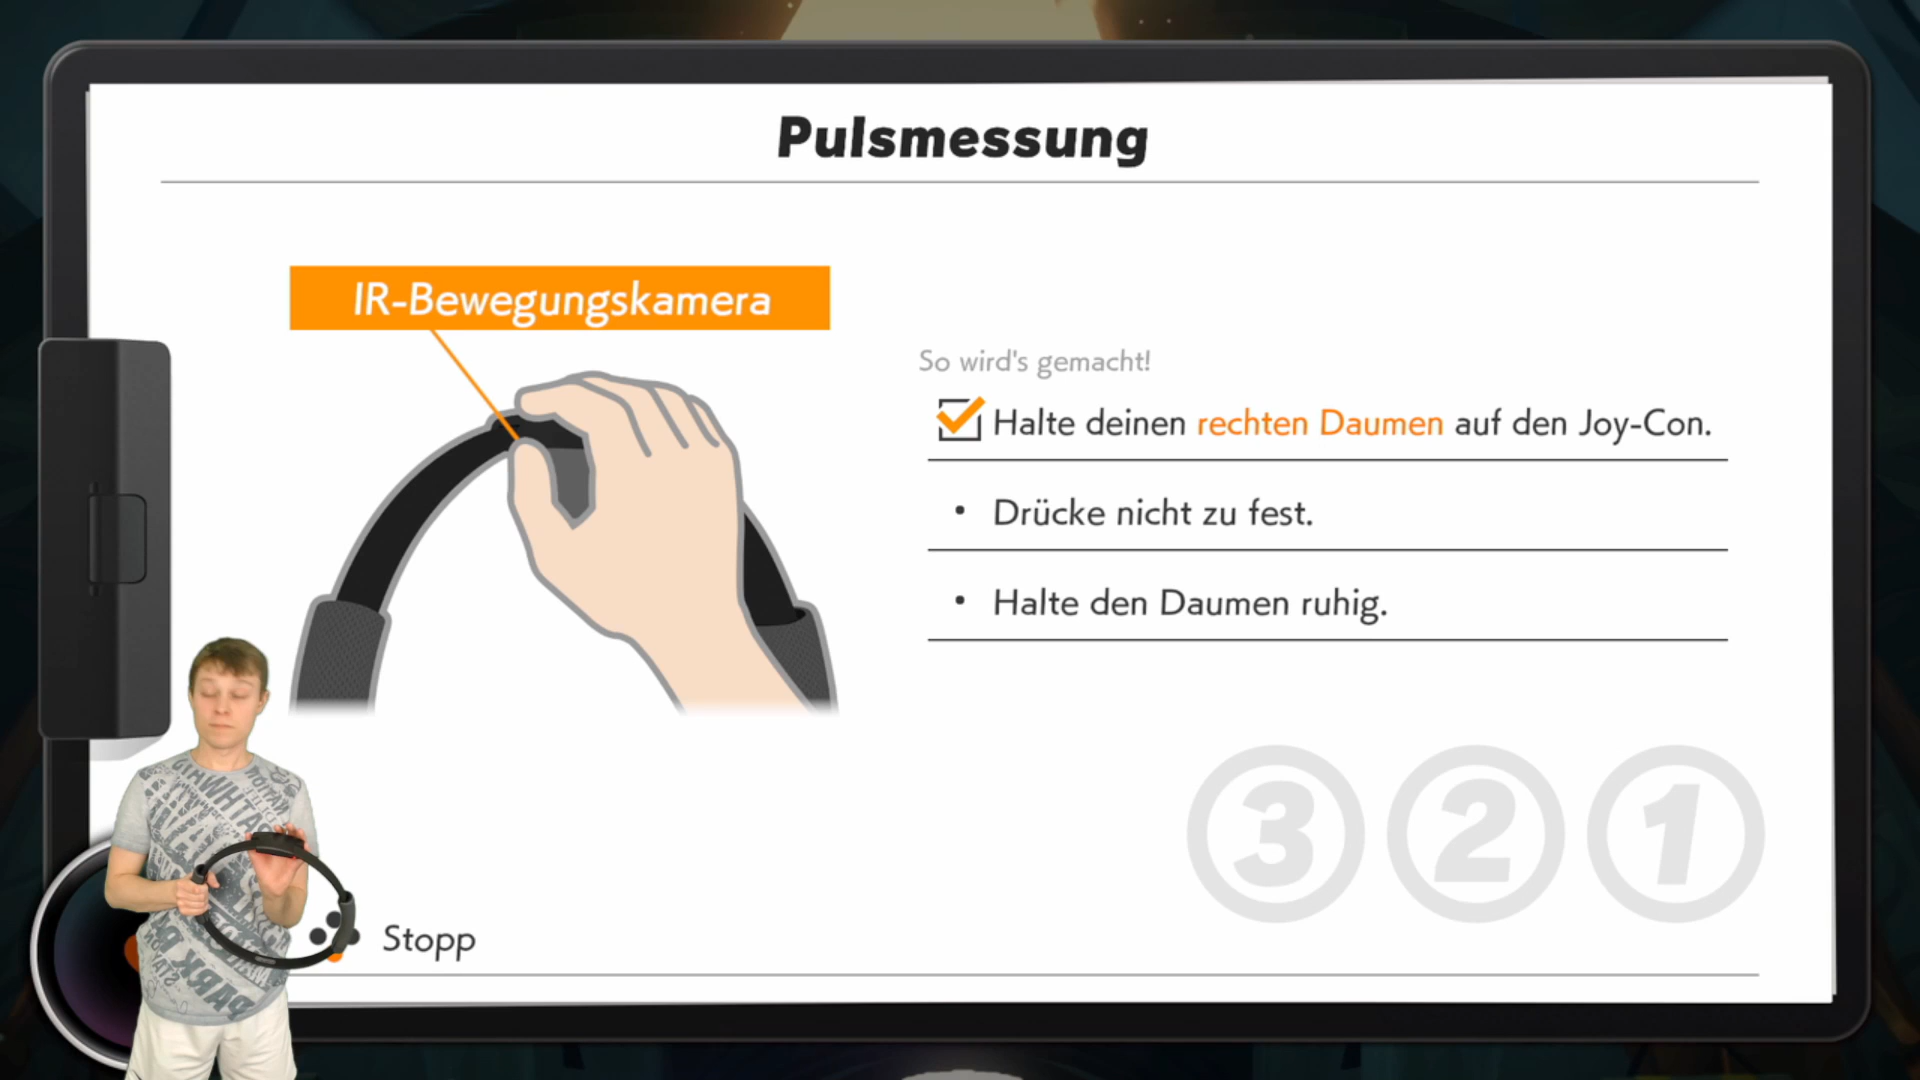 Pulsmessung
IR-Bewegungskamera
So wird's gemacht!
Halte deinen rechten Daumen auf den Joy-Con.
• Drücke nicht zu fest.
• Halte den Daumen ruhig.
3 2 1
Stopp